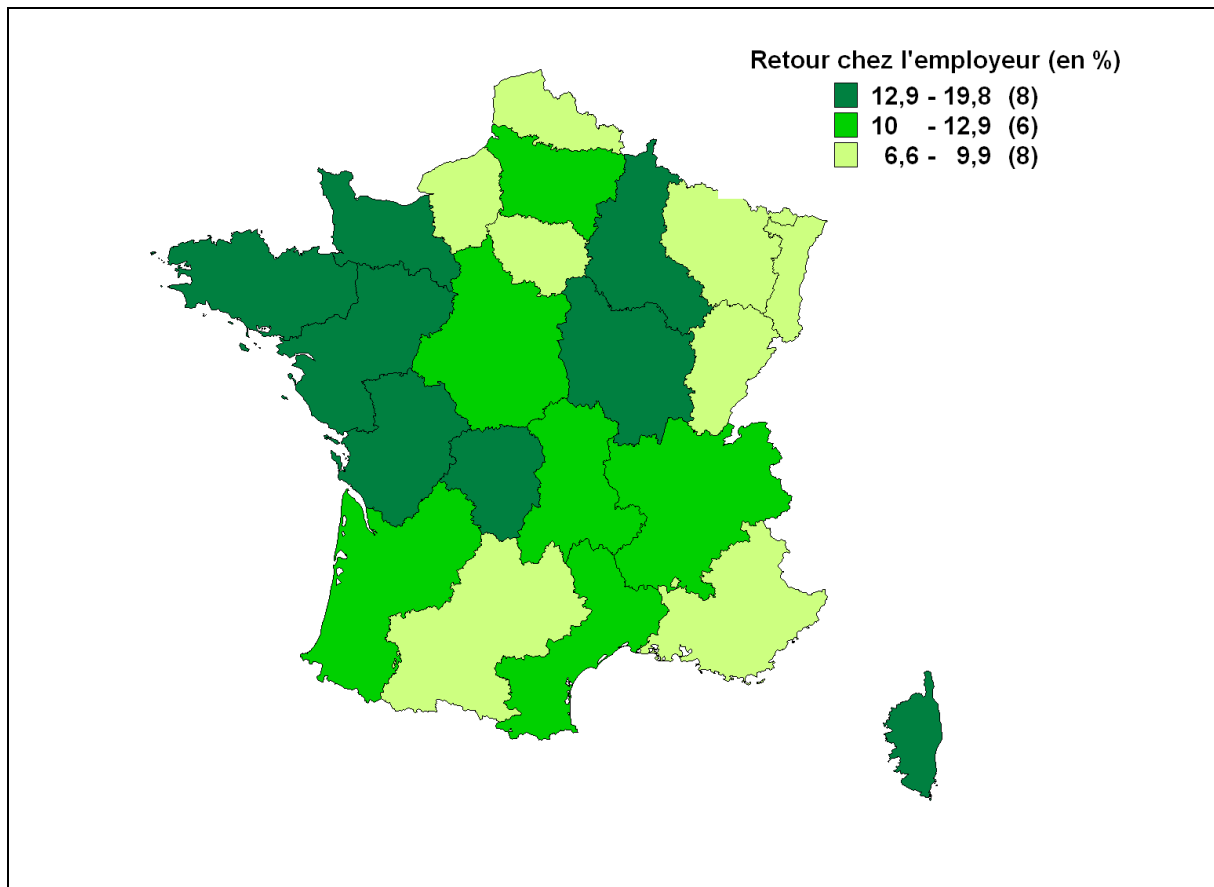 Retour chez l'employeur (en %)
12,9 - 19,8 (8)
10 - 12,9 (6)
6,6 - 9,9 (8)